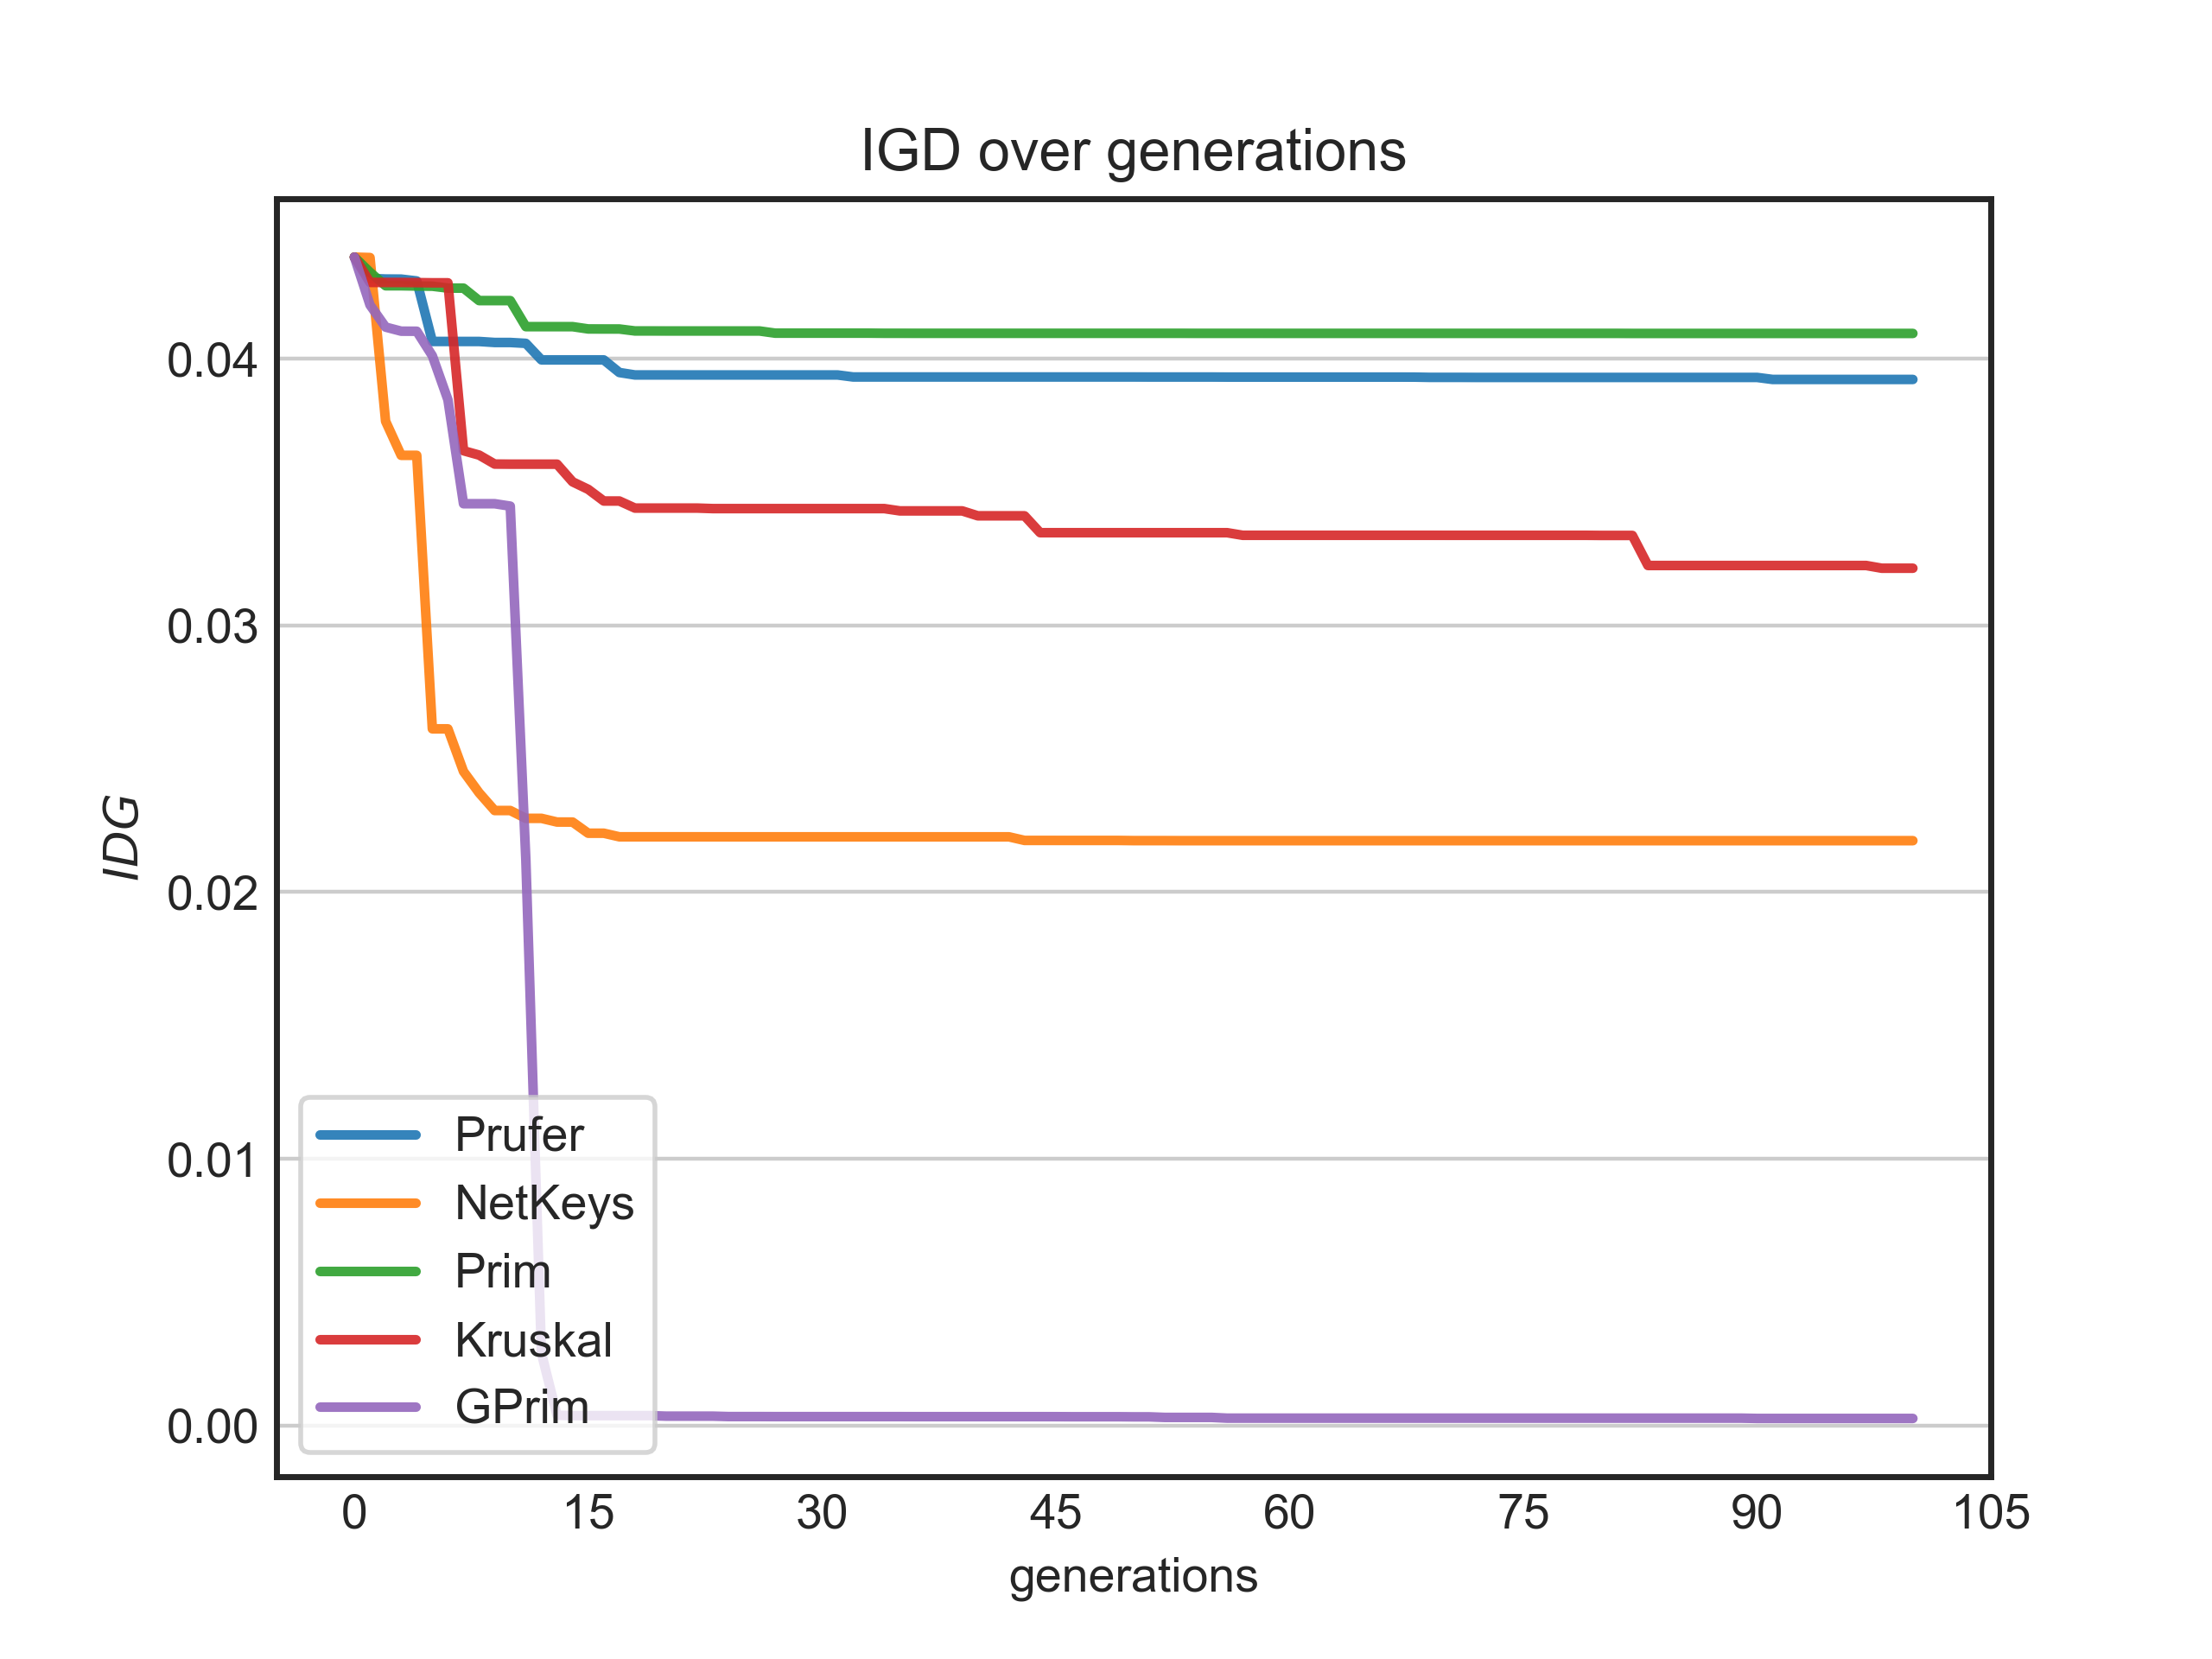 IGD over generations
IDG
0.04
0.03
0.02
0.01
0.00
Prufer
NetKeys
Prim
Kruskal
GPrim
0 15 30 45 60 75 90 105
generations